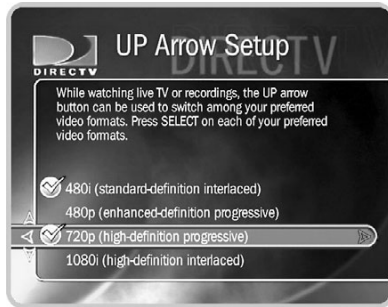 DIRECTV
UP Arrow Setup
DIRECTV
While watching live TV or recordings, the UP arrow
button can be used to switch among your preferred
video formats. Press SELECT on each of your preferred
video formats.
480i (standard-definition interlaced)
480p (enhanced-definition progressive)
720p (high-definition progressive)
1080i (high-definition interlaced)